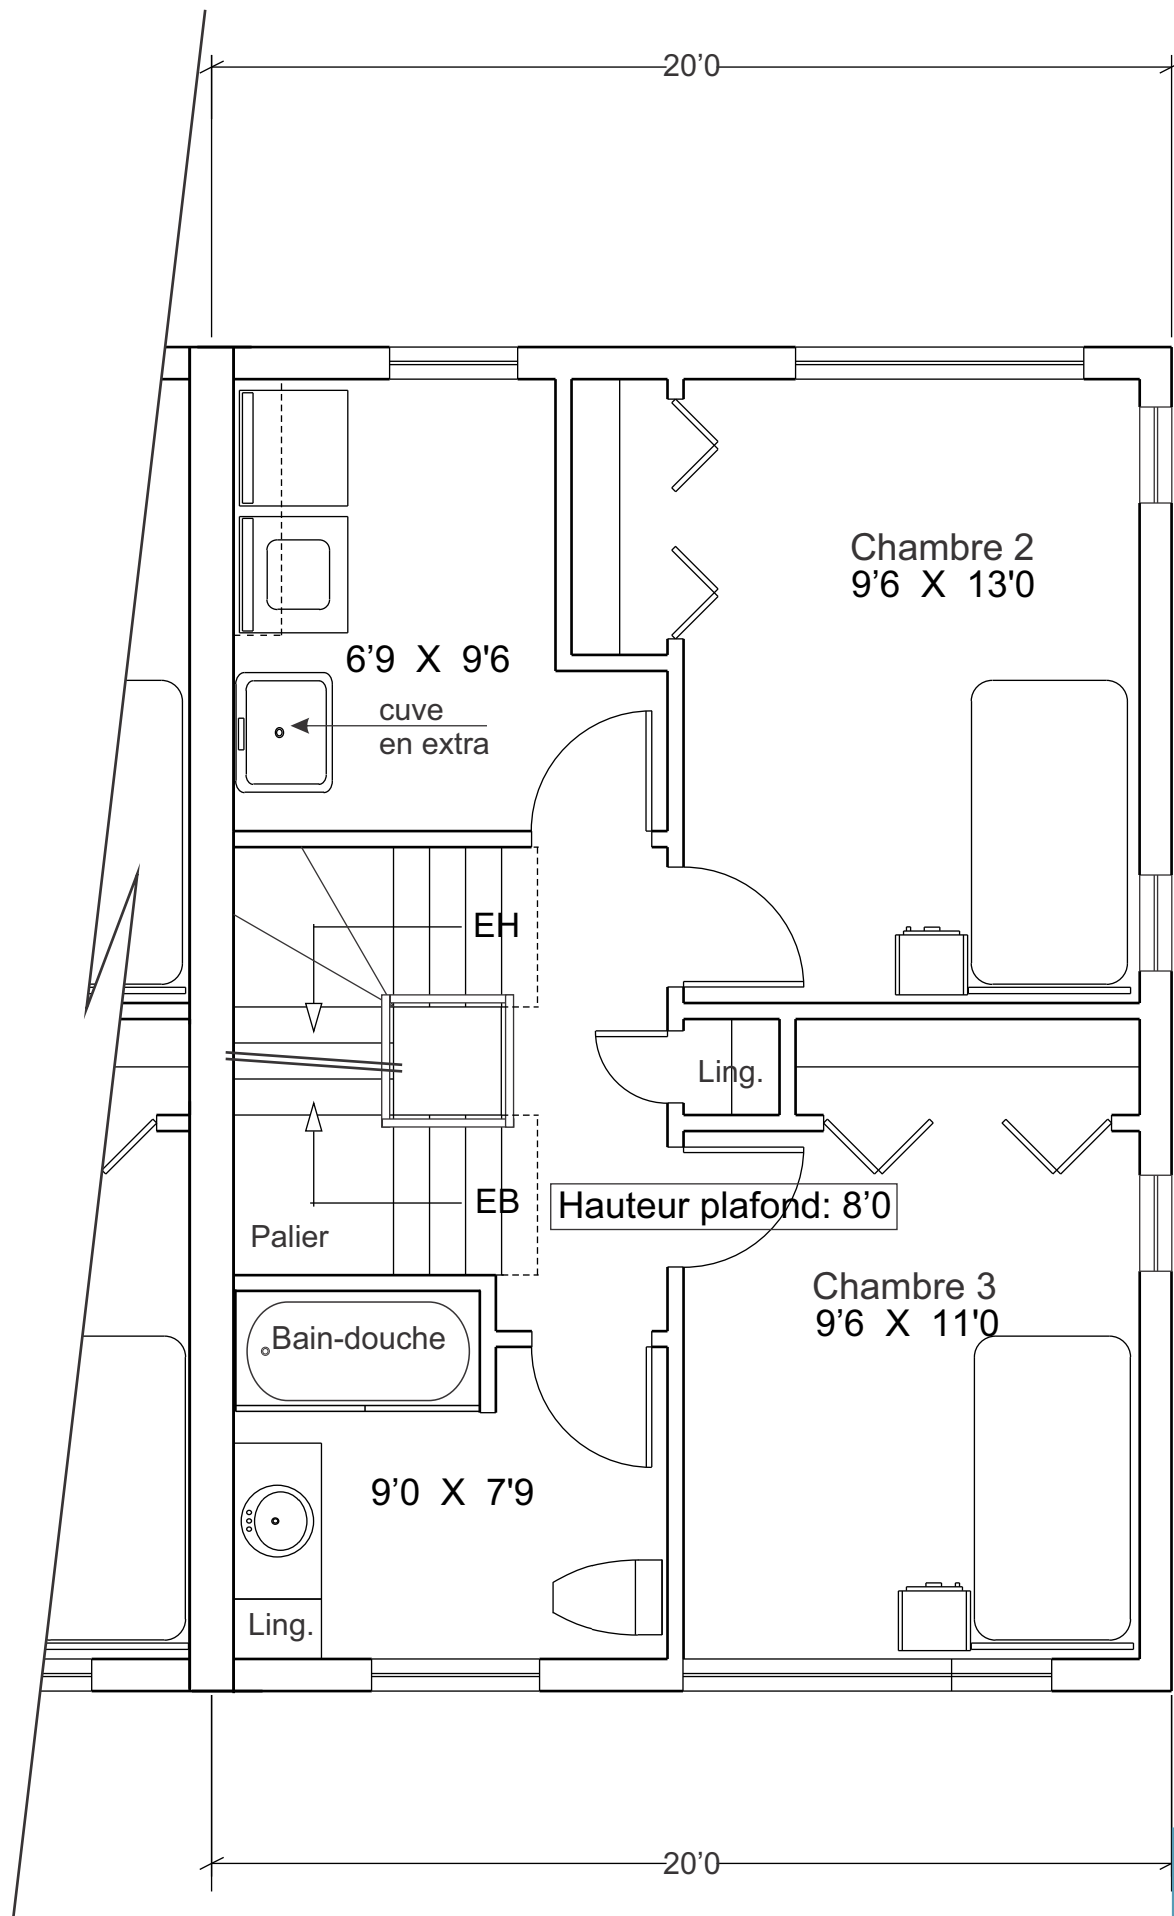 20’0
Chambre 2
9’6 X 13'0
6’9 X 9'6
cuve
en extra
EH
Ling.
EB
Hauteur plafond: 8’0
Palier
Chambre 3
9’6 X 11'0
Bain-douche
9’0 X 7'9
Ling.
20’0